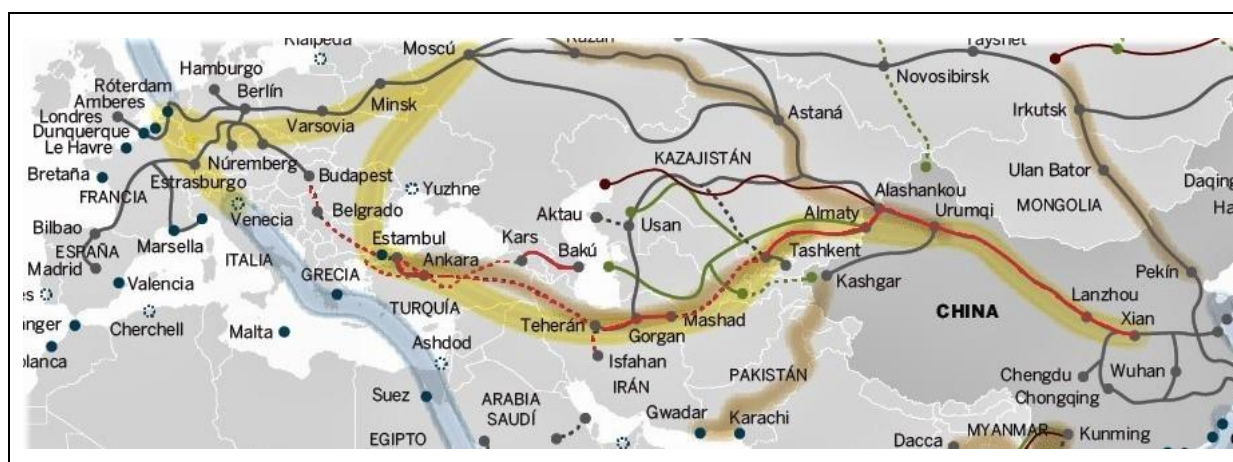 Moscú
Hamburgo
Róterdam
Berlín
Amberes
Londres
Dunquerque
Le Havre
Minsk
Varsovia
Núremberg
Estrasburgo
Bretaña
FRANCIA
Budapest
Belgrado
Venecia
Yuzhne
Bilbao
ESPAÑA
Madrid
Marsella
ITALIA
Valencia
GRECIA
Estambul
Ankara
TURQUÍA
Kars
Bakú
Cherchell
Malta
Ashdod
Suez
EGIPTO
ARABIA
SAUDÍ
Teherán
Gorgan
Mashad
Isfahan
IRÁN
Aktau
Usan
KAZAJISTÁN
Astaná
Novosibirsk
Tayshet
Irkutsk
Ulan Bator
MONGOLIA
Alashankou
Urumqi
Almaty
Tashkent
Kashgar
PAKISTÁN
Gwadar
Karachi
CHINA
Pekín
Lanzhou
Xian
Chengdu
Wuhan
Chongqing
MYANMAR
Kunming
Dacca